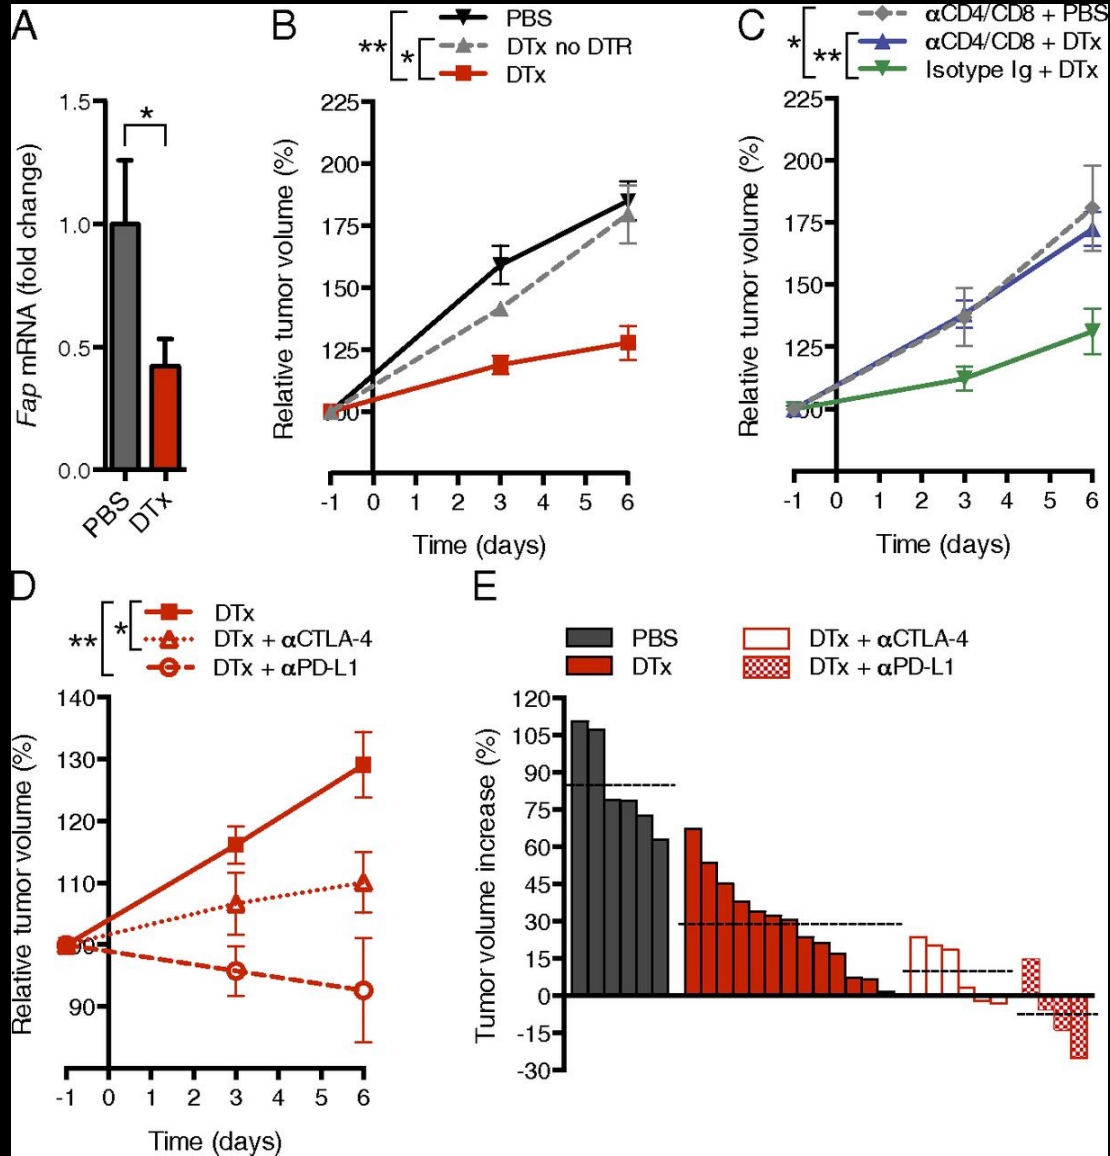 A
Fap mRNA (fold change)
1.5
1.0
0.5
0.0
*
PBS
DTx
B
** *
PBS
DTx no DTR
DTx
Relative tumor volume (%)
225
200
175
150
125
100
-1 0 1 2 3 4 5 6
Time (days)
C
* **
αCD4/CD8 + PBS
αCD4/CD8 + DTx
Isotype Ig + DTx
Relative tumor volume (%)
225
200
175
150
125
100
-1 0 1 2 3 4 5 6
Time (days)
D
** *
DTx
DTx + αCTLA-4
DTx + αPD-L1
Relative tumor volume (%)
140
130
120
110
100
90
-1 0 1 2 3 4 5 6
Time (days)
E
PBS
DTx
DTx + αCTLA-4
DTx + αPD-L1
Tumor volume increase (%)
120
105
90
75
60
45
30
15
0
-15
-30